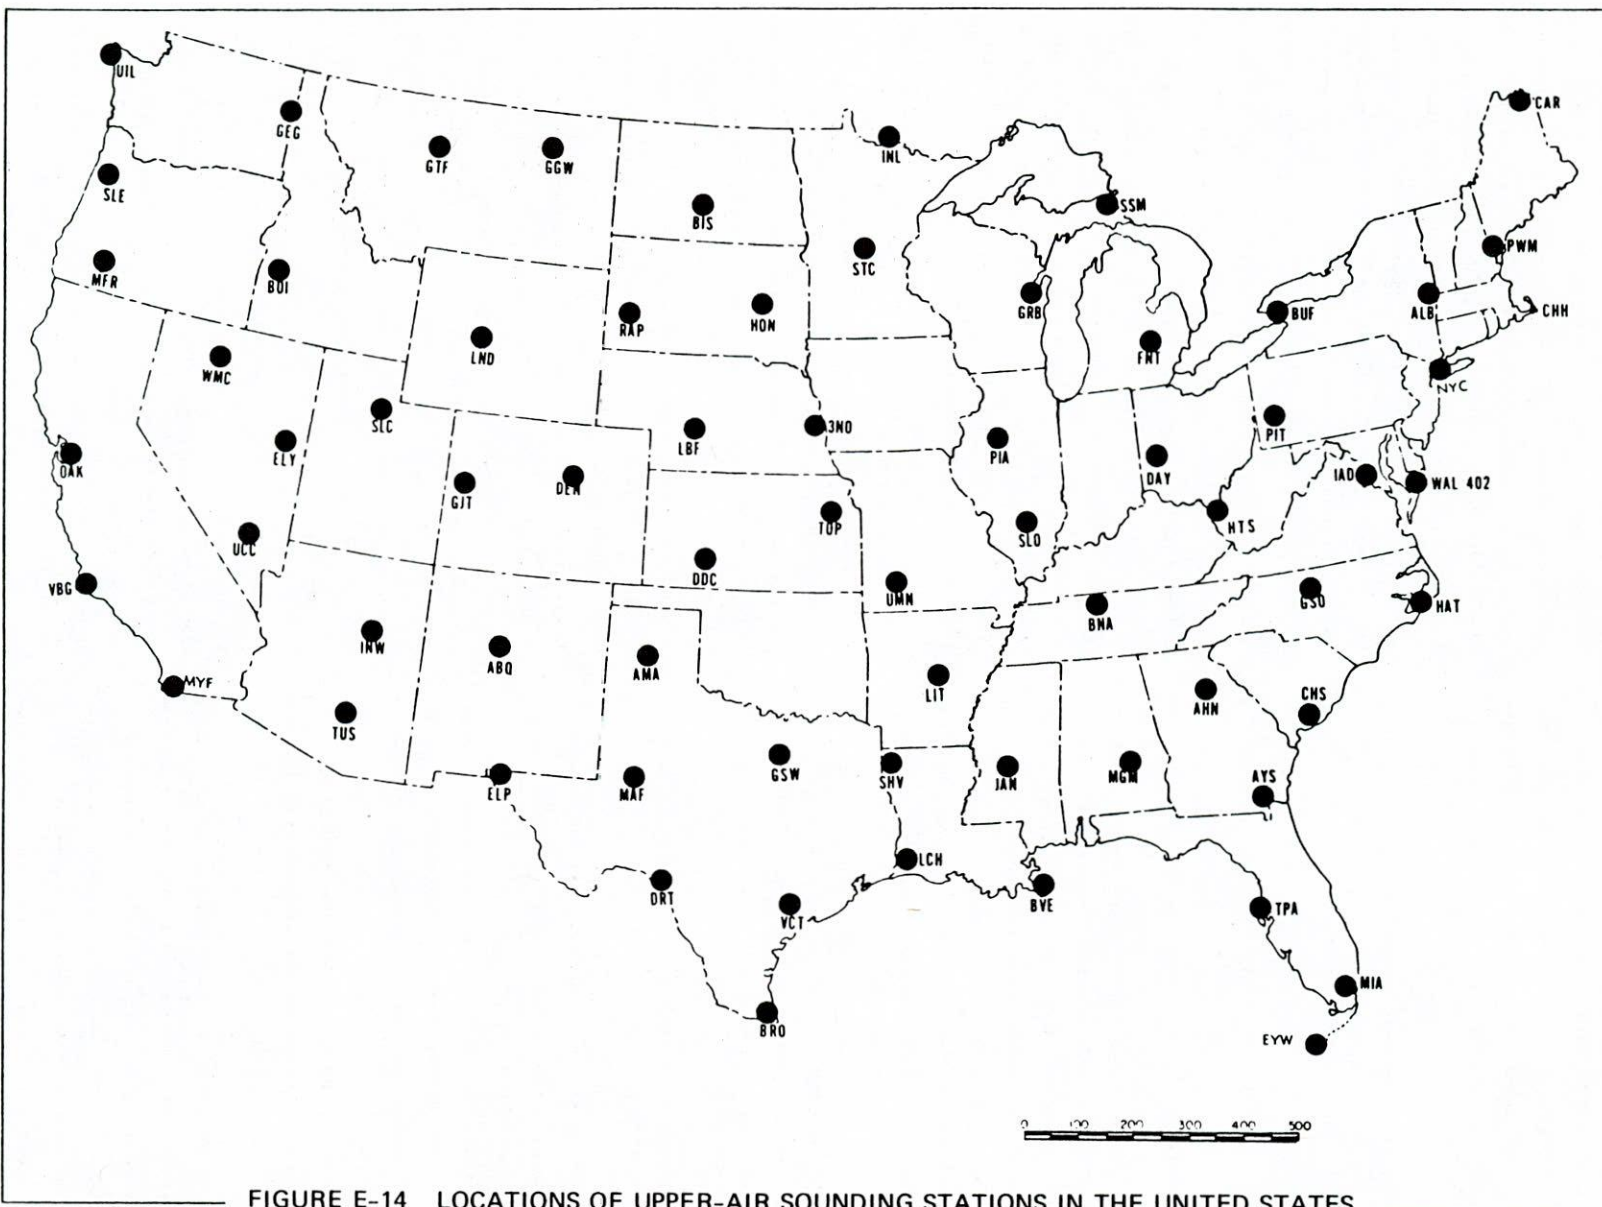 UIL
CAR
GEG
INL
GTF
GGW
SLE
SSM
BIS
PWM
STC
MFR
BOI
GRB
HON
RAP
BUF
ALB
CHH
LND
FNT
WMC
NYC
SLC
3NO
LBF
PIT
ELY
PIA
OAK
DAY
IAD
WAL 402
GJT
DEN
TOP
HTS
UCC
SLO
DDC
VBG
UMN
GSO
HAT
BNA
INW
ABQ
AMA
MYF
LIT
CHS
AHN
TUS
GSW
SHV
JAN
MGM
AYS
ELP
MAF
LCH
DRT
BVE
TPA
VCT
MIA
BRO
EYW
0 100 200 300 400 500
FIGURE E-14 LOCATIONS OF UPPER-AIR SOUNDING STATIONS IN THE UNITED STATES